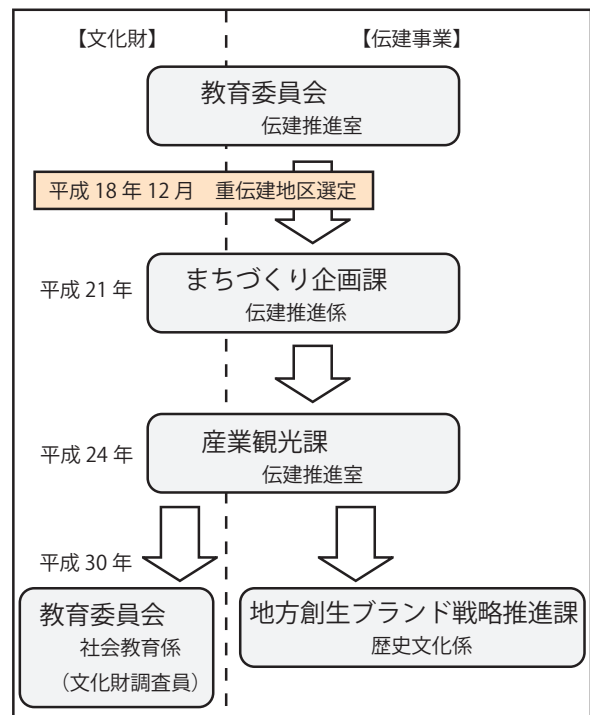 【文化財】 【伝建事業】
教育委員会
伝建推進室
平成 18 年 12 月　重伝建地区選定
まちづくり企画課
平成 21 年
伝建推進係
産業観光課
平成 24 年
伝建推進室
平成 30 年
教育委員会
社会教育係
（文化財調査員）
地方創生ブランド戦略推進課
歴史文化係